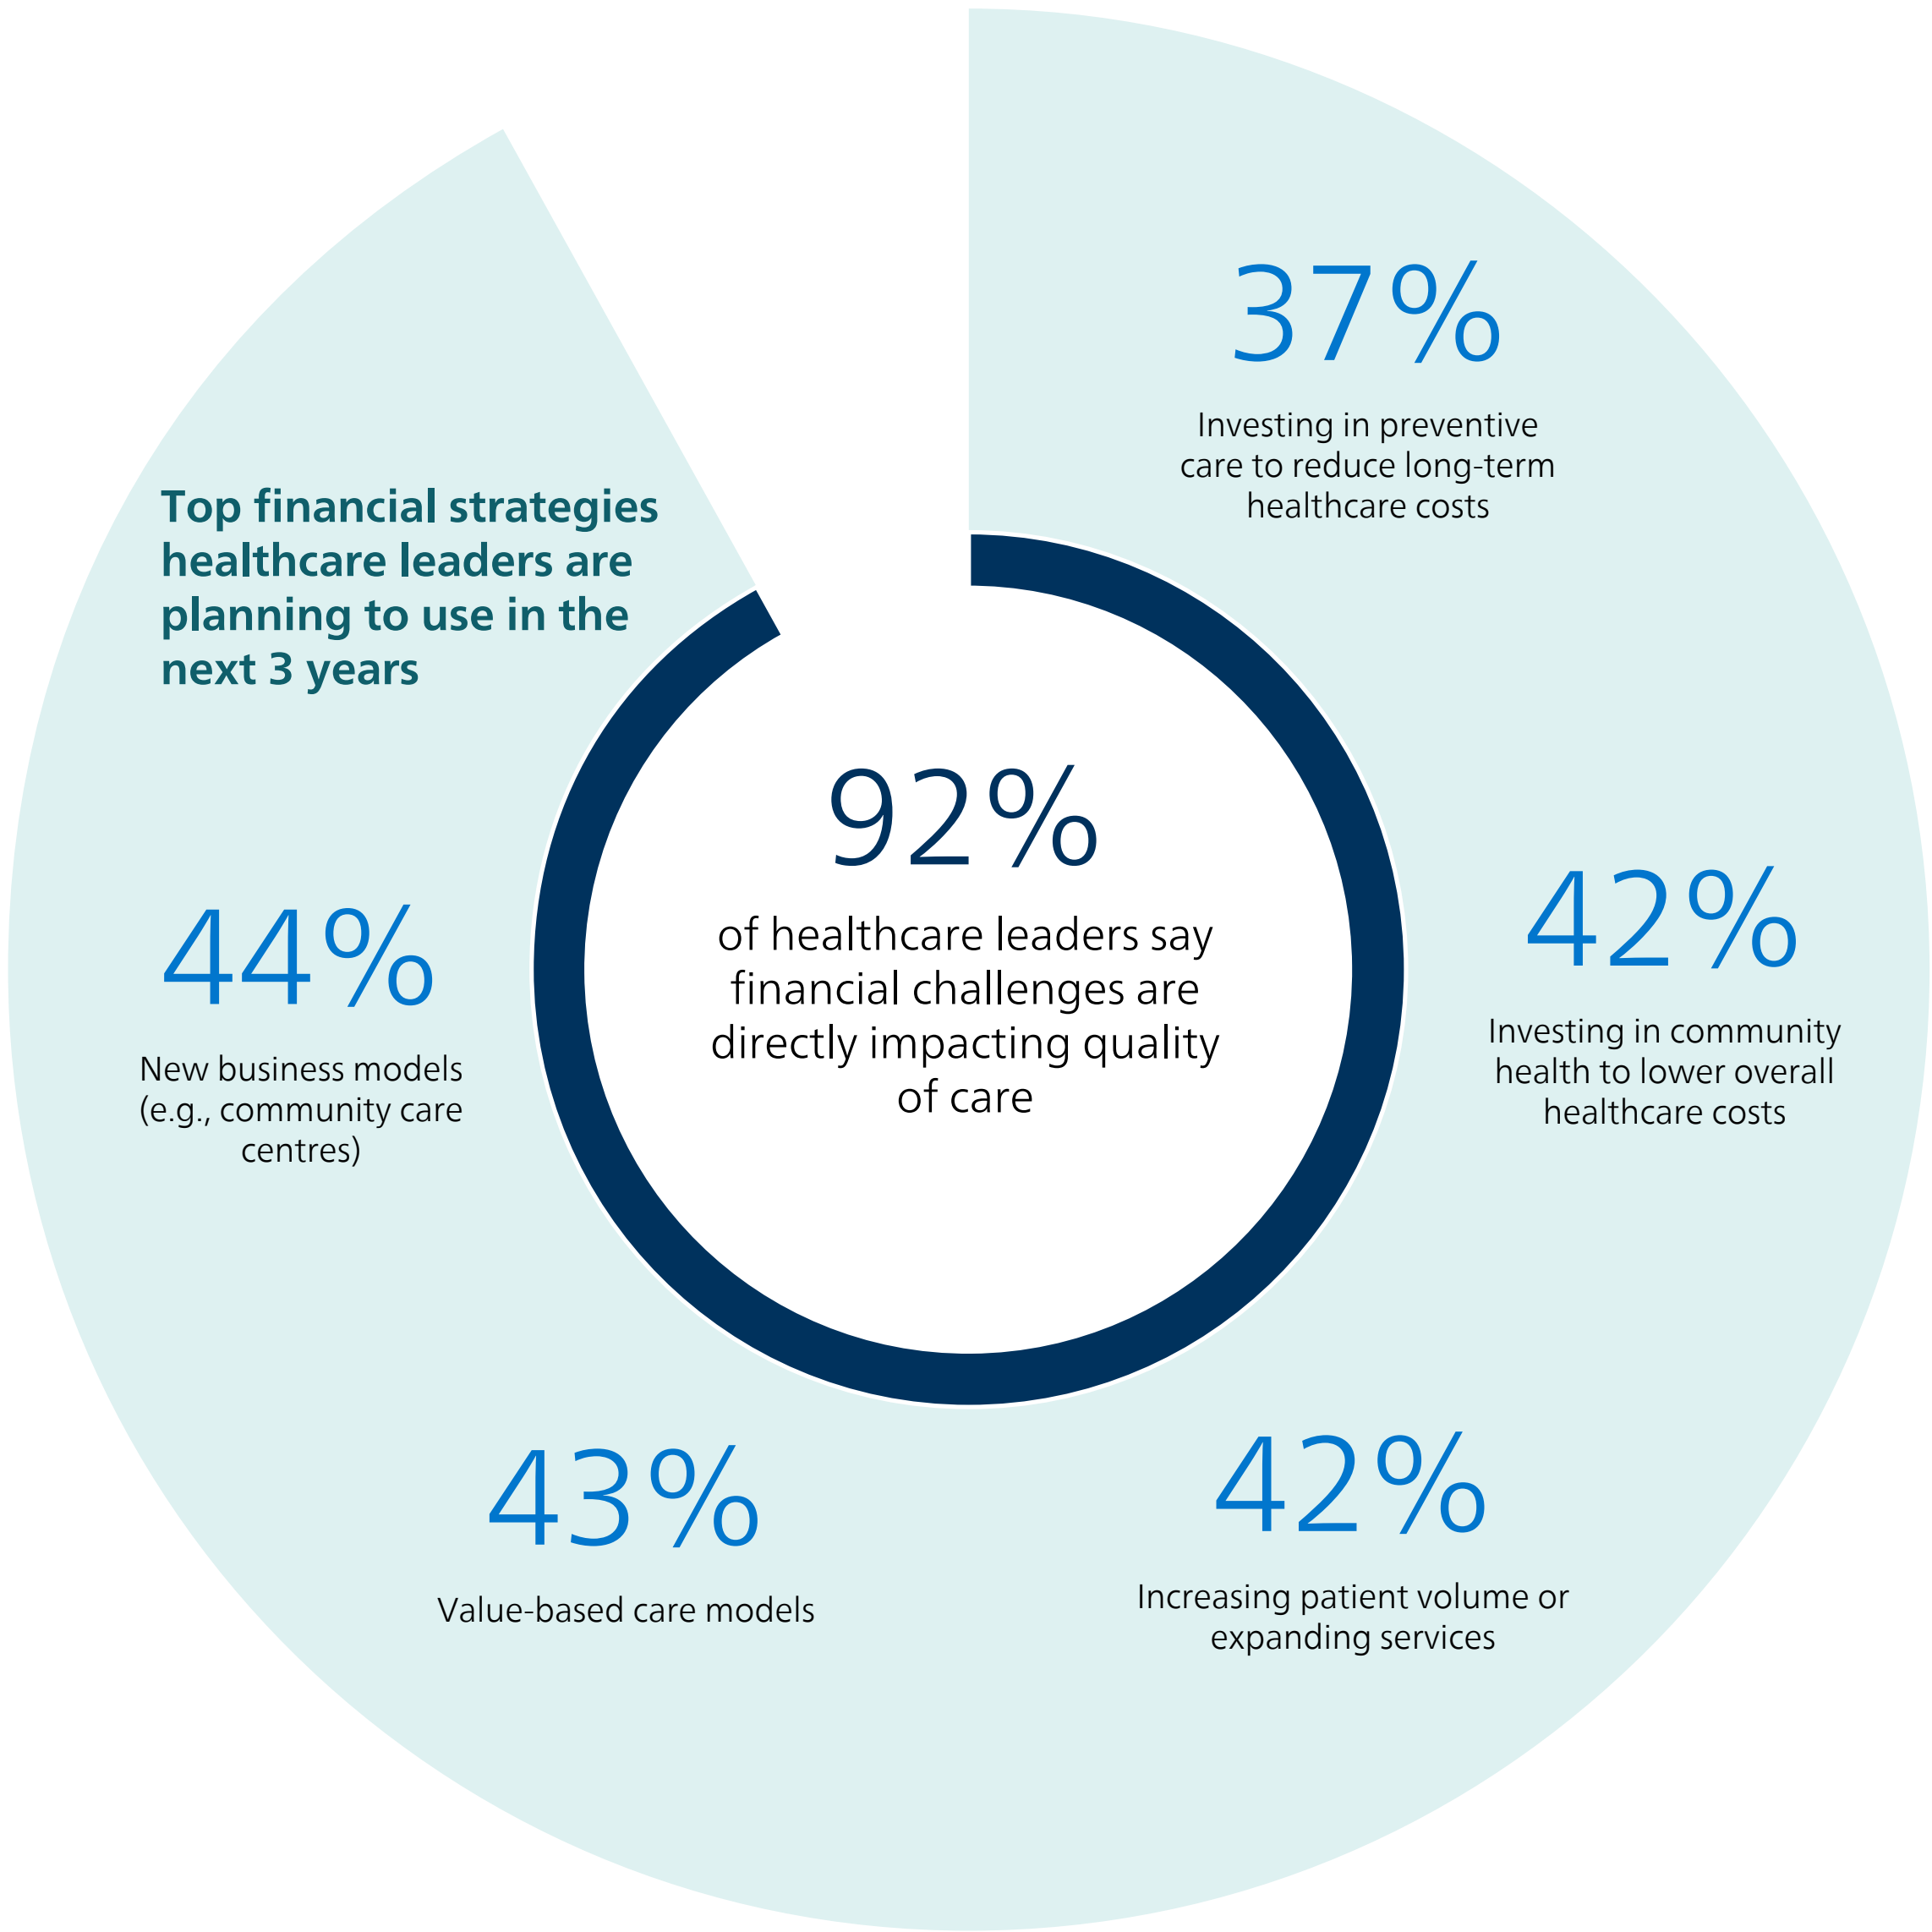 Top financial strategies
healthcare leaders are
planning to use in the
next 3 years
37%
Investing in preventive
care to reduce long-term
healthcare costs
92%
of healthcare leaders say
financial challenges are
directly impacting quality
of care
42%
Investing in community
health to lower overall
healthcare costs
42%
Increasing patient volume or
expanding services
43%
Value-based care models
44%
New business models
(e.g., community care
centres)